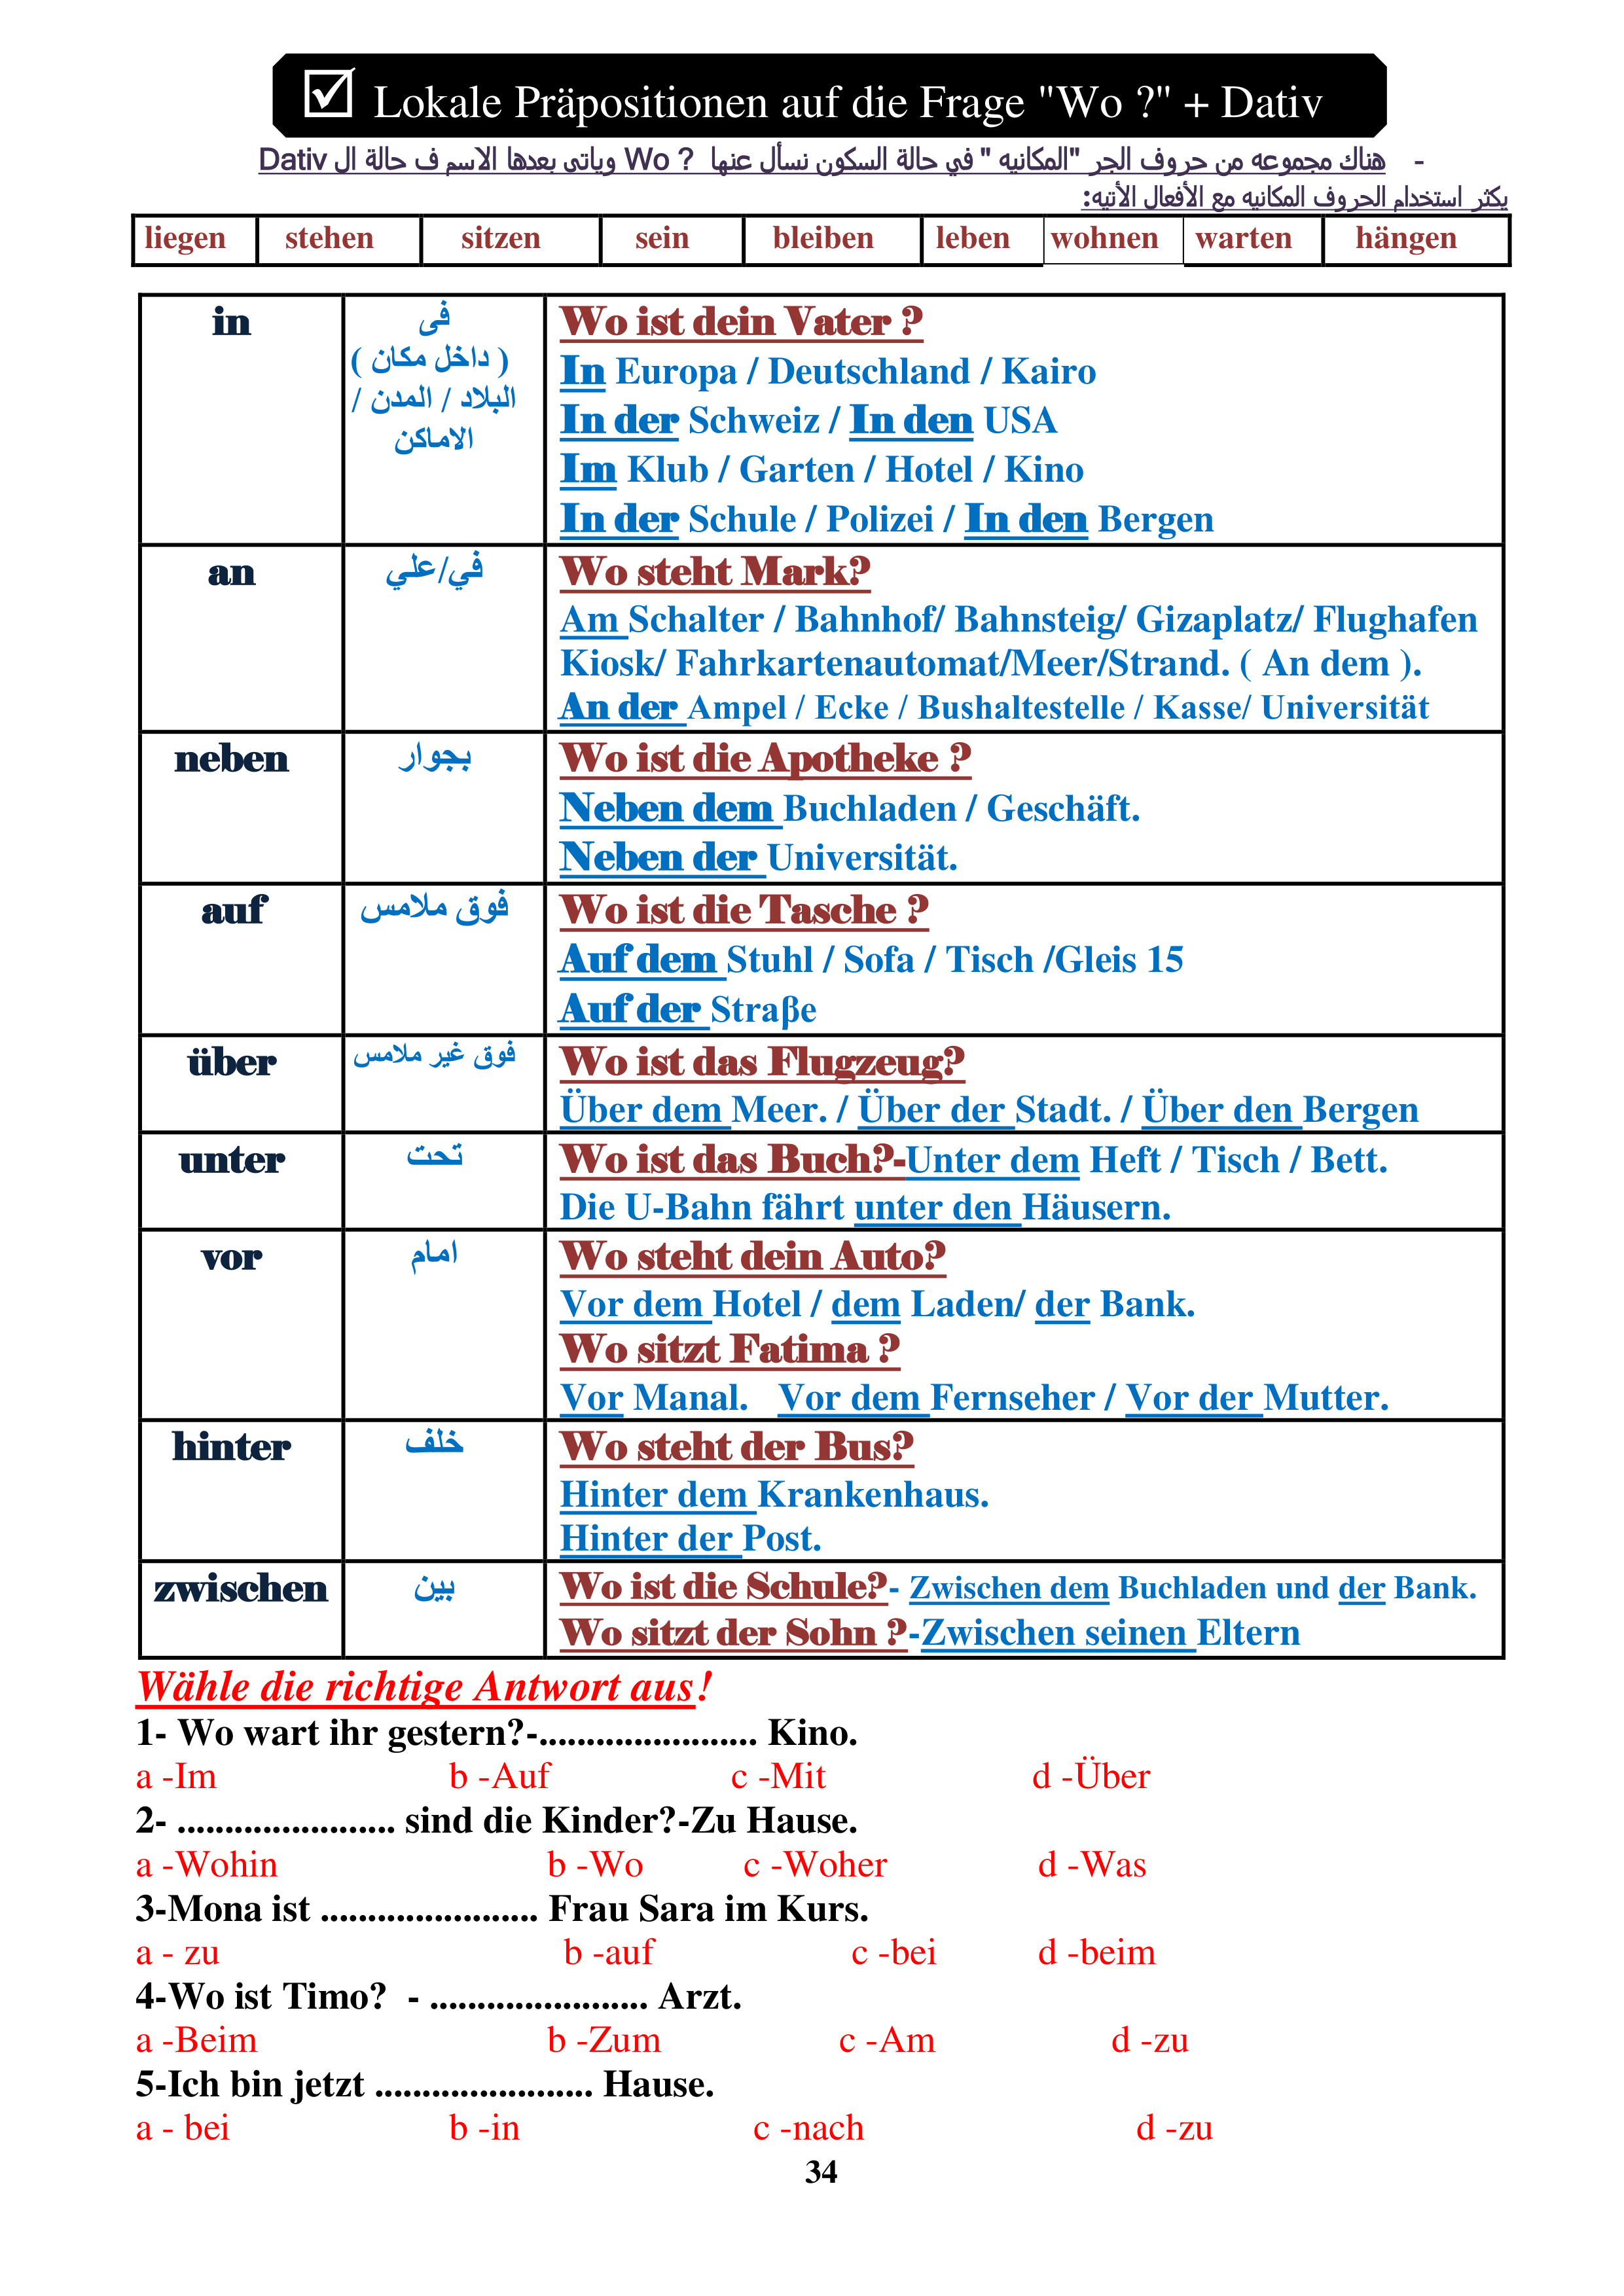 ☑ Lokale Präpositionen auf die Frage "Wo ?" + Dativ
- هناك مجموعه من حروف الجر "المكانيه " في حالة السكون نسأل عنها Wo ? وياتى بعدها الاسم ف حالة ال Dativ
يكثر استخدام الحروف المكانيه مع الأفعال الأتيه:
liegen stehen sitzen sein bleiben leben wohnen warten hängen
in
فى
( داخل مكان )
البلاد / المدن /
الاماكن
Wo ist dein Vater ?
In Europa / Deutschland / Kairo
In der Schweiz / In den USA
Im Klub / Garten / Hotel / Kino
In der Schule / Polizei / In den Bergen
an
في/علي
Wo steht Mark?
Am Schalter / Bahnhof/ Bahnsteig/ Gizaplatz/ Flughafen
Kiosk/ Fahrkartenautomat/Meer/Strand. ( An dem ).
An der Ampel / Ecke / Bushaltestelle / Kasse/ Universität
neben
بجوار
Wo ist die Apotheke ?
Neben dem Buchladen / Geschäft.
Neben der Universität.
auf
فوق ملامس
Wo ist die Tasche ?
Auf dem Stuhl / Sofa / Tisch /Gleis 15
Auf der Straβe
über
فوق غير ملامس
Wo ist das Flugzeug?
Über dem Meer. / Über der Stadt. / Über den Bergen
unter
تحت
Wo ist das Buch?-Unter dem Heft / Tisch / Bett.
Die U-Bahn fährt unter den Häusern.
vor
امام
Wo steht dein Auto?
Vor dem Hotel / dem Laden/ der Bank.
Wo sitzt Fatima ?
Vor Manal. Vor dem Fernseher / Vor der Mutter.
hinter
خلف
Wo steht der Bus?
Hinter dem Krankenhaus.
Hinter der Post.
zwischen
بين
Wo ist die Schule?- Zwischen dem Buchladen und der Bank.
Wo sitzt der Sohn ?-Zwischen seinen Eltern
Wähle die richtige Antwort aus!
1- Wo wart ihr gestern?-....................... Kino.
a -Im b -Auf c -Mit d -Über
2- ....................... sind die Kinder?-Zu Hause.
a -Wohin b -Wo c -Woher d -Was
3-Mona ist ....................... Frau Sara im Kurs.
a - zu b -auf c -bei d -beim
4-Wo ist Timo? - ....................... Arzt.
a -Beim b -Zum c -Am d -zu
5-Ich bin jetzt ....................... Hause.
a - bei b -in c -nach d -zu
34